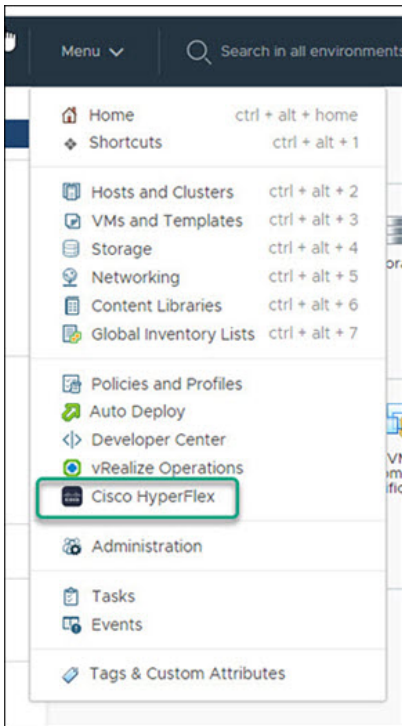 Menu
Search in all environments
Home ctrl + alt + home
Shortcuts ctrl + alt + 1
Hosts and Clusters ctrl + alt + 2
VMs and Templates ctrl + alt + 3
Storage ctrl + alt + 4
Networking ctrl + alt + 5
Content Libraries ctrl + alt + 6
Global Inventory Lists ctrl + alt + 7
Policies and Profiles
Auto Deploy
Developer Center
vRealize Operations
Cisco HyperFlex
Administration
Tasks
Events
Tags & Custom Attributes